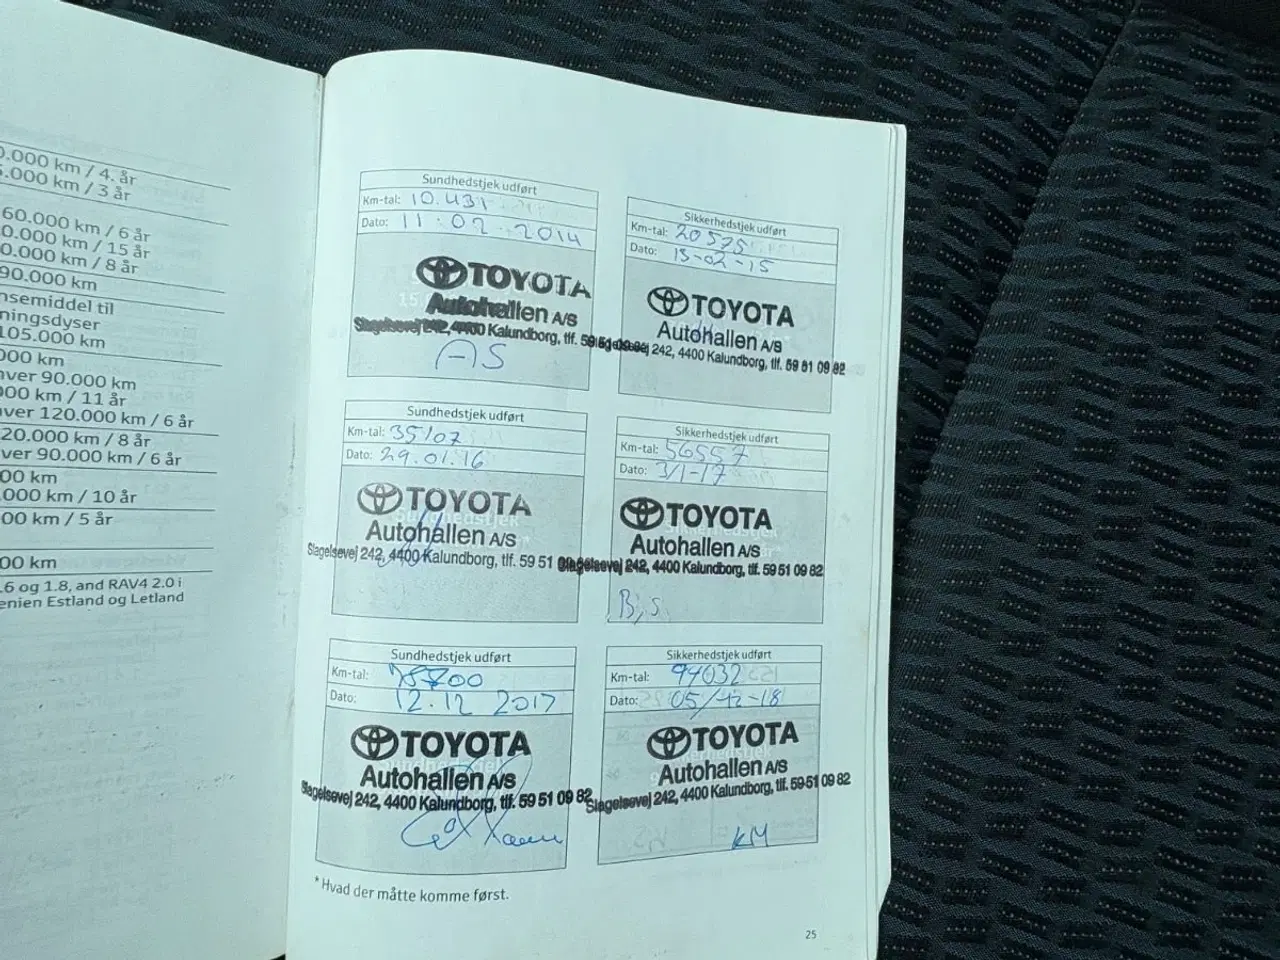 0.000 km / 4. år
5.000 km / 3 år
60.000 km / 6 år
0.000 km / 15 år
0.000 km / 8 år
90.000 km
nsemiddel til
ningsdyser
105.000 km
000 km
ver 90.000 km
000 km / 11 år
ver 120.000 km / 6 år
20.000 km / 8 år
ver 90.000 km / 6 år
00 km
.000 km / 10 år
00 km / 5 år
00 km
.6 og 1.8, and RAV4 2.0 i
enien Estland og Letland
Sundhedstjek udført
Km-tal: 10.431
Dato: 11-02-2014
TOYOTA
Autohallen A/S
Slagelsevej 242, 4400 Kalundborg, tlf. 59 51 09 82
AS
Sikkerhedstjek udført
Km-tal: 20575
Dato: 13-02-15
TOYOTA
Autohallen A/S
242, 4400 Kalundborg, tlf. 59 51 09 82
Sundhedstjek udført
Km-tal: 35107
Dato: 29.01.16
TOYOTA
Autohallen A/S
Slagelsevej 242, 4400 Kalundborg, tlf. 59 51
Sikkerhedstjek udført
Km-tal: 56557
Dato: 3/1-17
TOYOTA
Autohallen A/S
Slagelsevej 242, 4400 Kalundborg, tlf. 59 51 09 82
Sundhedstjek udført
Km-tal:
Dato: 12.12 2017
TOYOTA
Autohallen A/S
Slagelsevej 242, 4400 Kalundborg, tlf. 59 51 09 82
Sikkerhedstjek udført
Km-tal: 94032
Dato: 05/12-18
TOYOTA
Autohallen A/S
Slagelsevej 242, 4400 Kalundborg, tlf. 59 51 09 82
KM
* Hvad der måtte komme først.
25